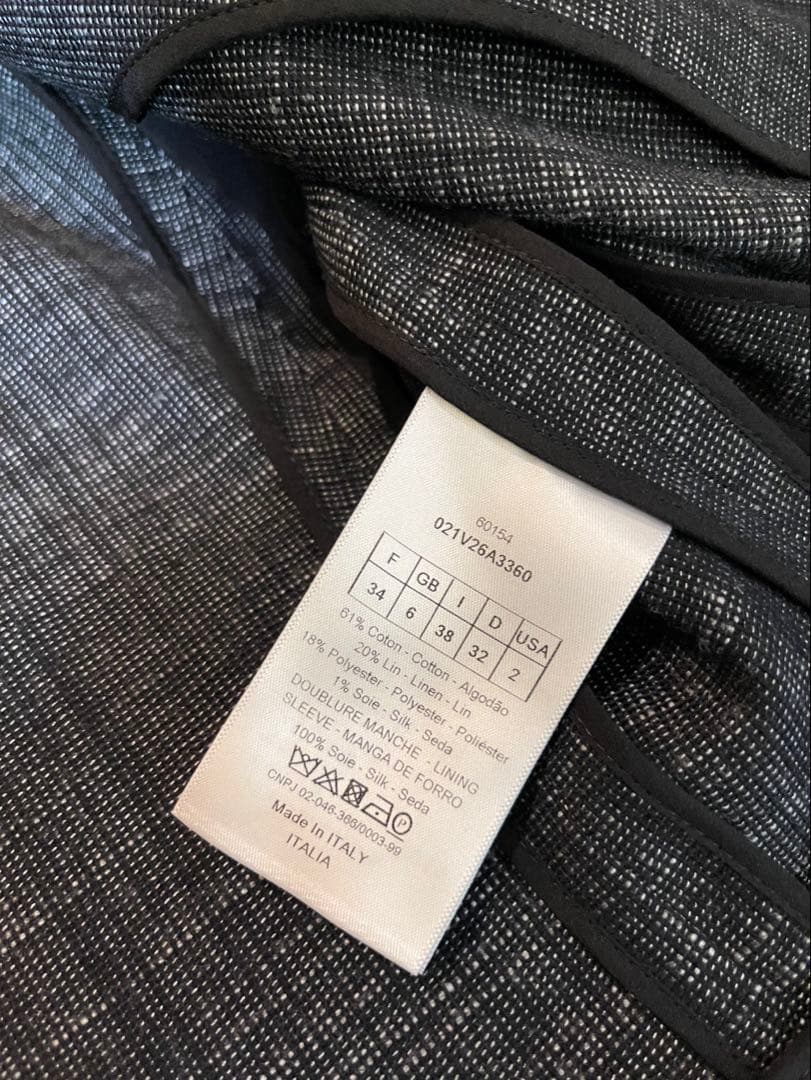 60154
021V26A3360
F GB I D USA
34 6 38 32 2
61% Coton - Cotton - Algodão
20% Lin - Linen - Lin
18% Polyester - Polyester - Poliéster
1% Soie - Silk - Seda
DOUBLURE MANCHE - LINING
SLEEVE - MANGA DE FORRO
100% Soie - Silk - Seda
P
CNPJ 02-046-366/0003-99
Made In ITALY
ITALIA